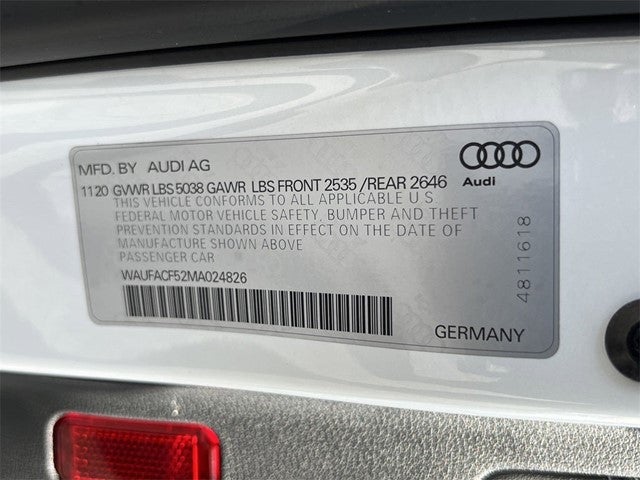 MFD. BY AUDI AG
1120 GVWR LBS 5038 GAWR LBS FRONT 2535 /REAR 2646
THIS VEHICLE CONFORMS TO ALL APPLICABLE U.S.
FEDERAL MOTOR VEHICLE SAFETY, BUMPER AND THEFT
PREVENTION STANDARDS IN EFFECT ON THE DATE OF
MANUFACTURE SHOWN ABOVE
PASSENGER CAR
WAUFACF52MA024826
Audi
4811618
GERMANY